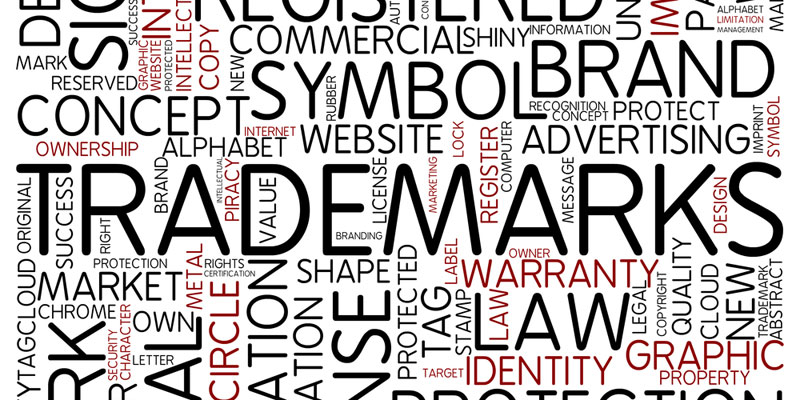 REGISTERED
SUCCESS
GRAPHIC
WEBSITE
PROTECTED
COPY
COMMERCIAL
SHINY
INFORMATION
ALPHABET
LIMITATION
MANAGEMENT
MARK
RESERVED
NEW
SYMBOL
RUBBER
BRAND
CONCEPT
RECOGNITION
CONCEPT
PROTECT
INTERNET
WEBSITE
LOCK
ADVERTISING
IMPRINT
SYMBOL
OWNERSHIP
ALPHABET
REGISTER
COMPUTER
TRADEMARKS
ORIGINAL
SUCCESS
RIGHT
BRAND
INTELLECTUAL
PIRACY
VALUE
BRANDING
LICENSE
MARKETING
MESSAGE
DESIGN
PROTECTION
METAL
RIGHTS
CERTIFICATION
SHAPE
PROTECTED
LABEL
OWNER
WARRANTY
QUALITY
CLOUD
NEW
TRADEMARK
ABSTRACT
TAGCLOUD
MARKET
CHROME
OWN
CIRCLE
TAG
STAMP
LAW
LAW
LEGAL
COPYRIGHT
SECURITY
CHARACTER
LETTER
TARGET
IDENTITY
GRAPHIC
PROPERTY
PROTECTION